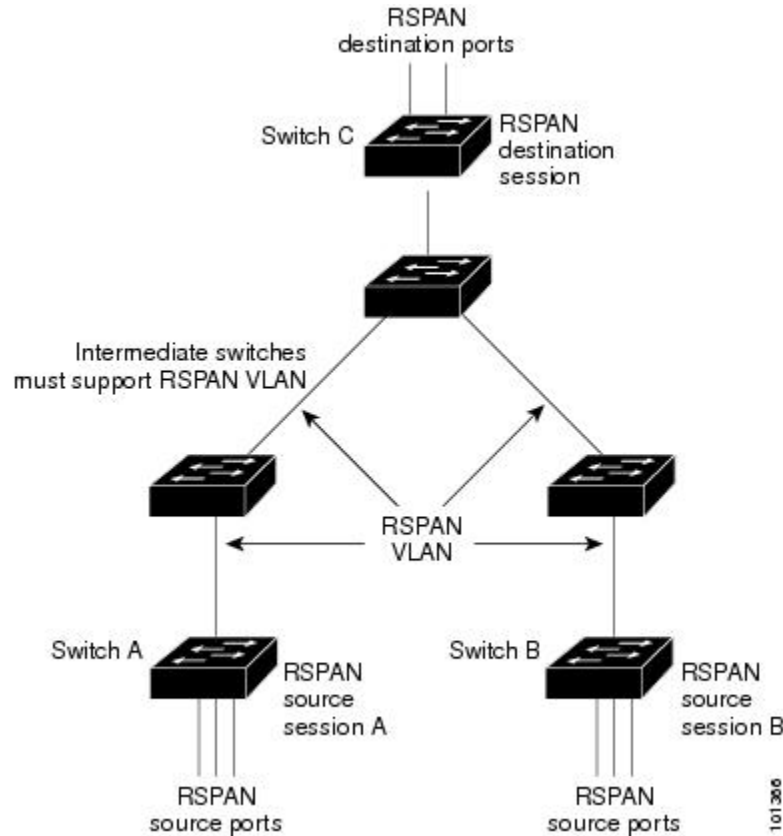 RSPAN
destination ports
Switch C
RSPAN
destination
session
Intermediate switches
must support RSPAN VLAN
RSPAN
VLAN
Switch A
RSPAN
source
session A
Switch B
RSPAN
source
session B
RSPAN
source ports
RSPAN
source ports
101366